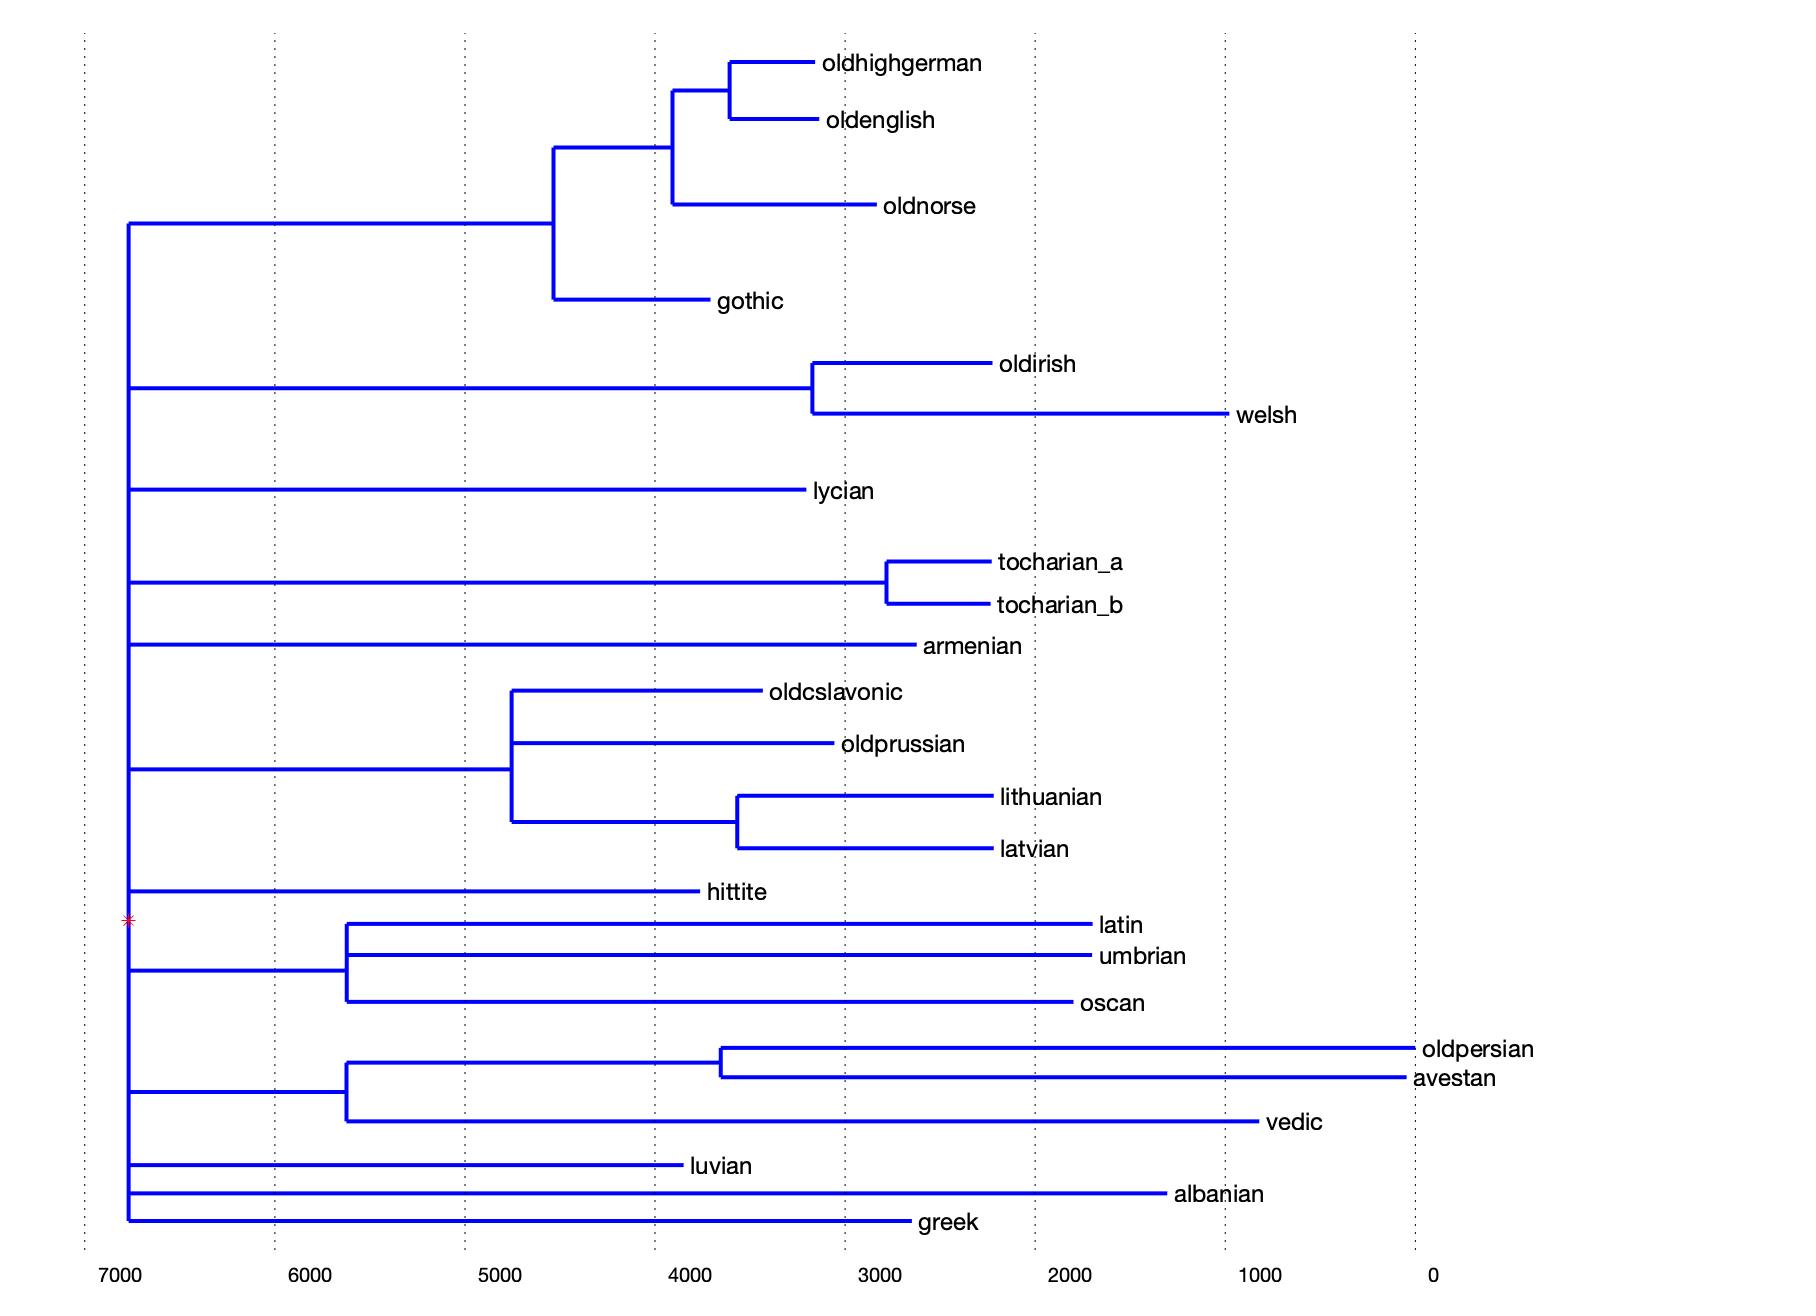 oldhighgerman
oldenglish
oldnorse
gothic
oldirish
welsh
lycian
tocharian_a
tocharian_b
armenian
oldcslavonic
oldprussian
lithuanian
latvian
hittite
latin
umbrian
oscan
oldpersian
avestan
vedic
luvian
albanian
greek
7000 6000 5000 4000 3000 2000 1000 0